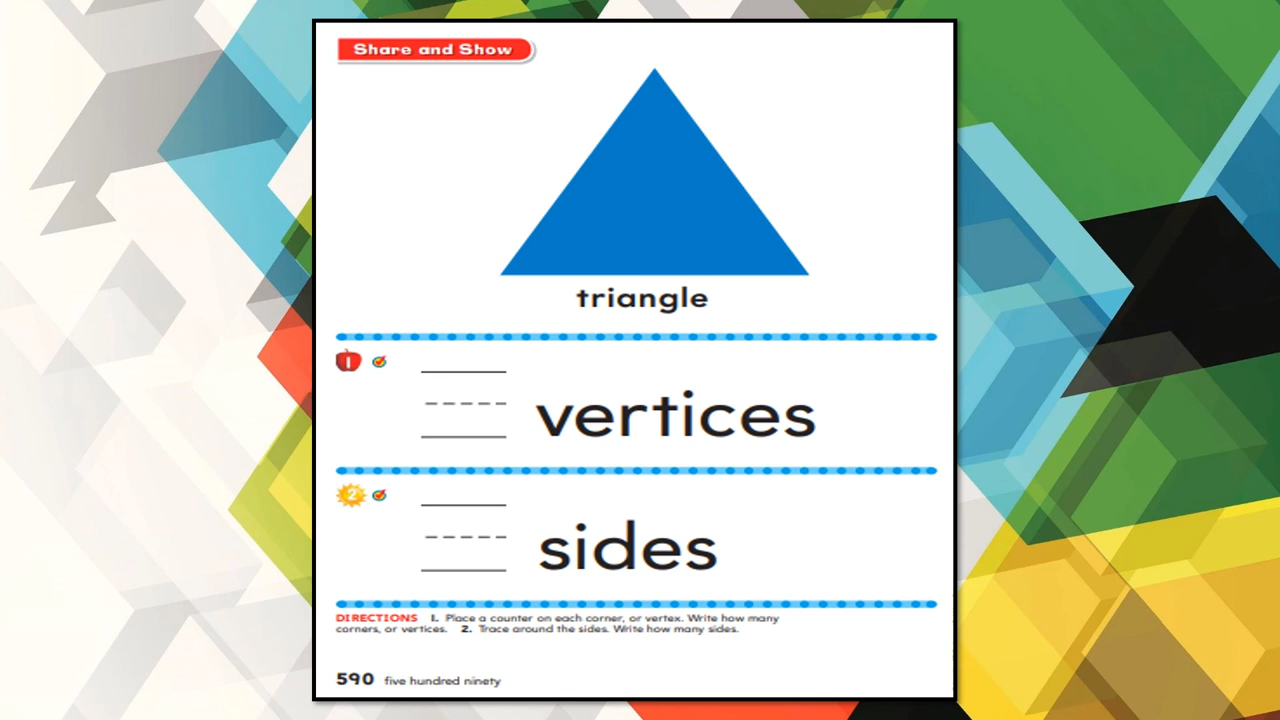 Share and Show
triangle
1
vertices
2
sides
DIRECTIONS 1. Place a counter on each corner, or vertex. Write how many
corners, or vertices. 2. Trace around the sides. Write how many sides.
590 five hundred ninety